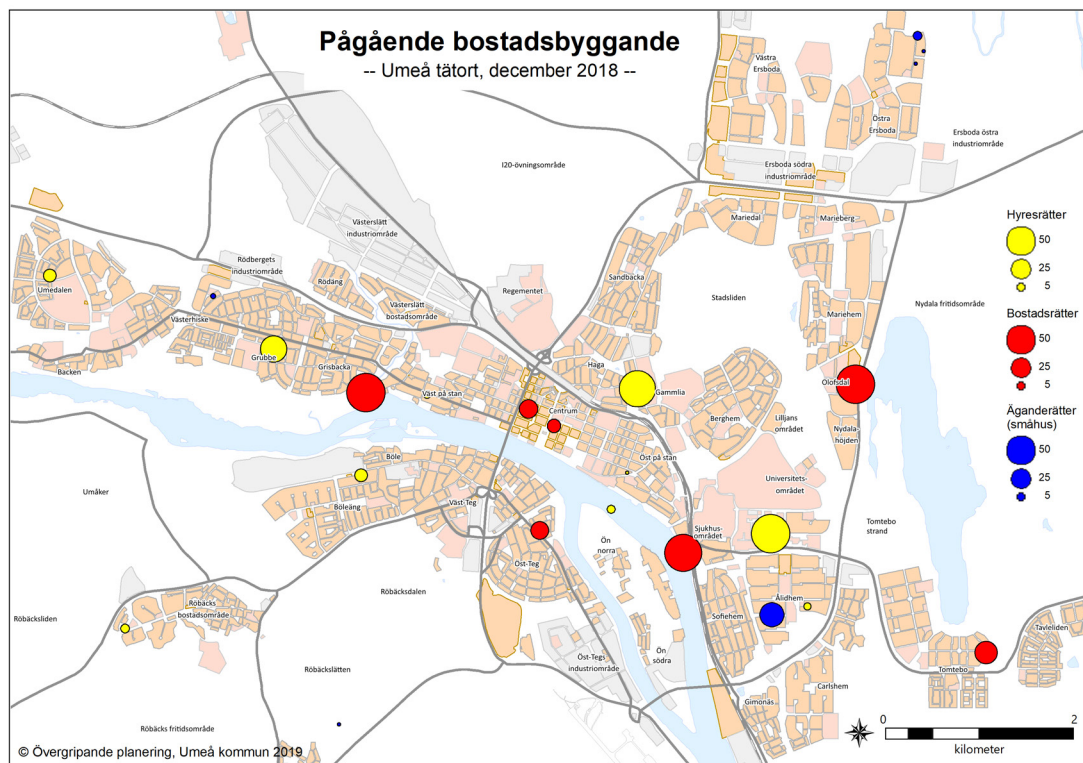 Pågående bostadsbyggande
-- Umeå tätort, december 2018 --
Västra
Ersboda
Östra
Ersboda
Ersboda östra
industriområde
I20-övningsområde
Ersboda södra
industriområde
Hyresrätter
50
25
5
Bostadsrätter
50
25
5
Äganderätter
(småhus)
50
25
5
Mariedal
Marieberg
Västerslätt
industriområde
Rödbergets
industriområde
Rödäng
Sandbacka
Umedalen
Regementet
Stadsliden
Nydala fritidsområde
Västerslätt
bostadsområde
Västerhiske
Mariehem
Grubbe
Grisbacka
Haga
Backen
Väst på stan
Gammlia
Olofsdal
Centrum
Berghem
Lilljans
området
Nydala-
höjden
Böle
Öst på stan
Umåker
Väst-Teg
Universitets-
området
Böleäng
Sjukhus-
området
Tomtebo
strand
Ön
norra
Öst-Teg
Röbäcksdalen
Ålidhem
Röbäcks
bostadsområde
Röbäcksliden
Sofiehem
Tavleliden
Ön
södra
Öst-Tegs
industriområde
Röbäckslätten
Tomtebo
Carlshem
Gimonäs
Röbäcks fritidsområde
0
2
kilometer
© Övergripande planering, Umeå kommun 2019